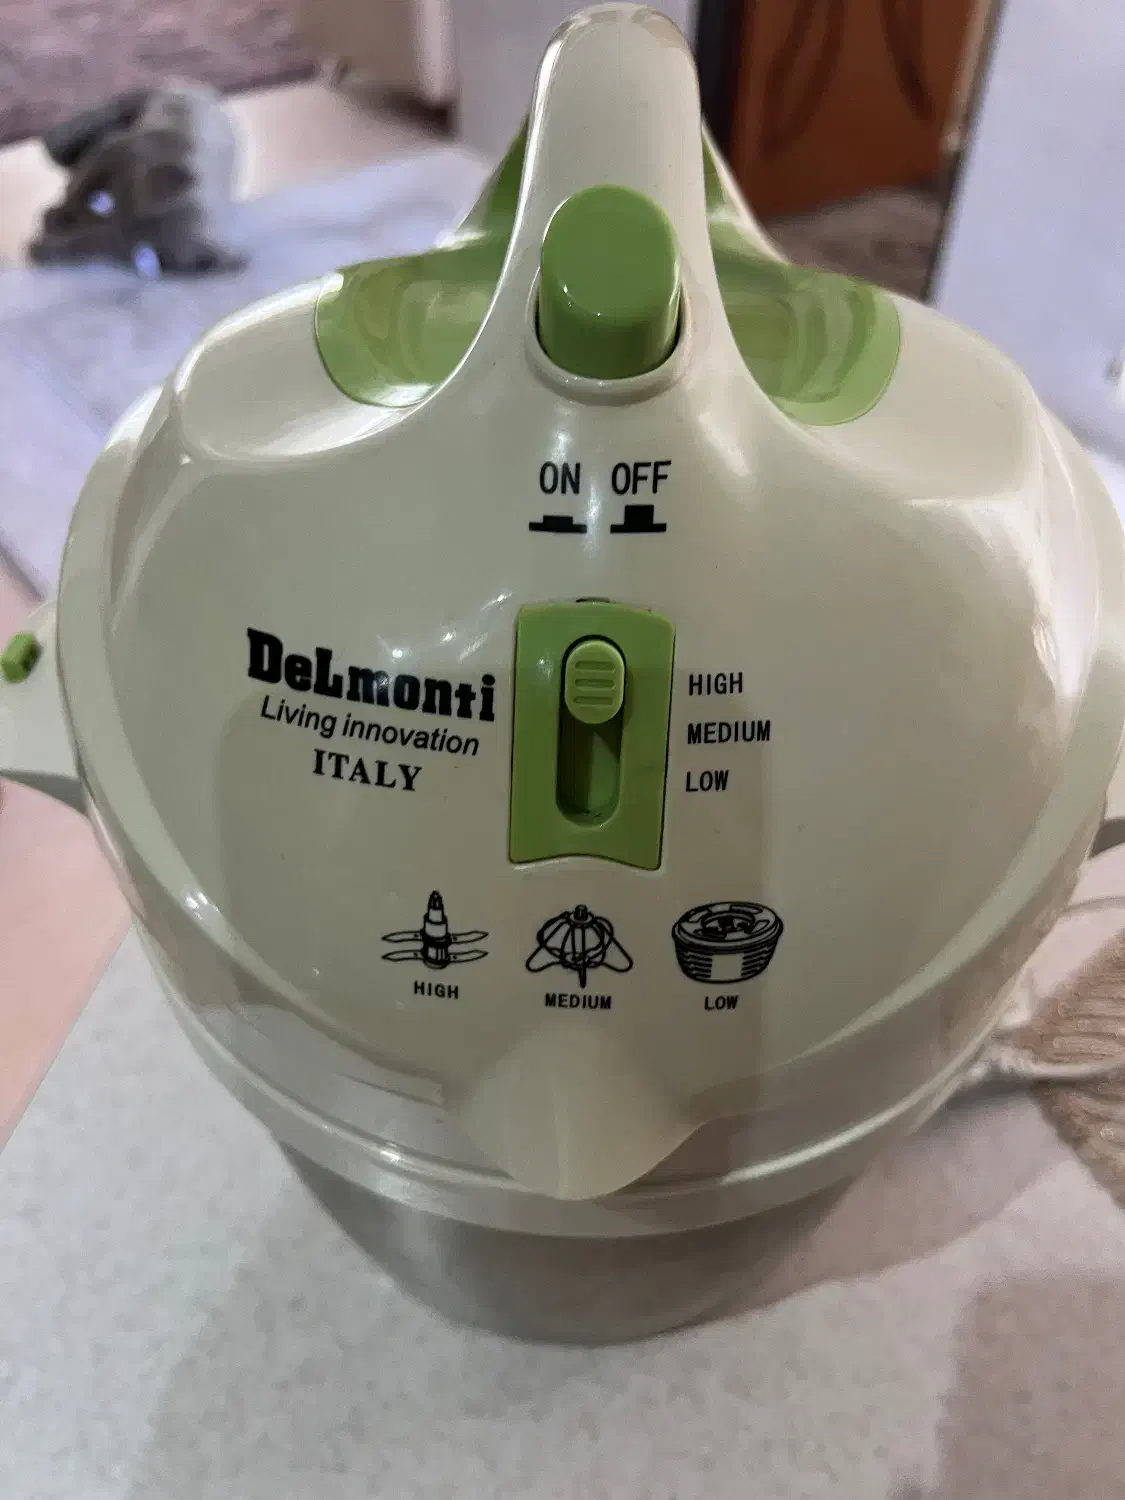 ON OFF
DeLmonti
Living innovation
ITALY
HIGH
MEDIUM
LOW
HIGH MEDIUM LOW